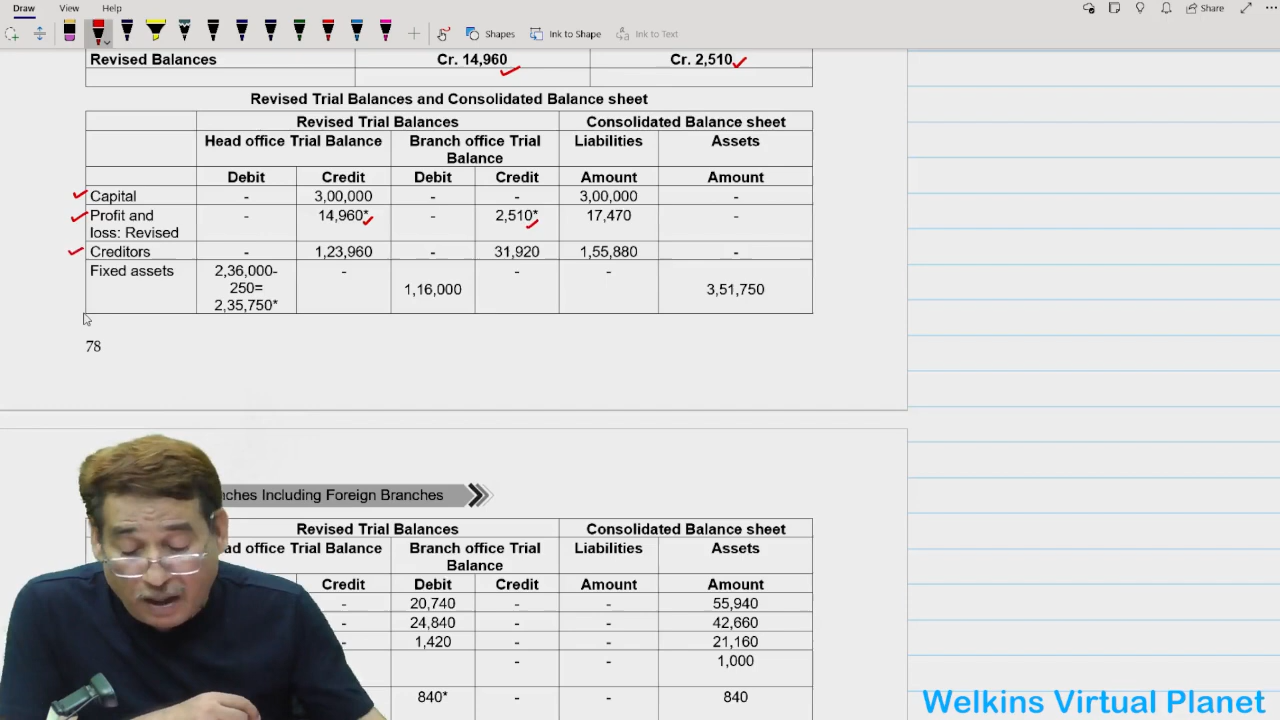 Draw View Share
Shapes Ink to Shape Ink to Text
Revised Balances Cr. 14,960 Cr. 2,510
Revised Trial Balances and Consolidated Balance sheet
Revised Trial Balances Consolidated Balance sheet
Head office Trial Balance Branch office Trial Balance Liabilities Assets
Debit Credit Debit Credit Amount Amount
Capital - 3,00,000 - - 3,00,000 -
Profit and loss: Revised - 14,960* - 2,510* 17,470 -
Creditors - 1,23,960 - 31,920 1,55,880 -
Fixed assets 2,36,000- 250= 2,35,750* - 1,16,000 - - 3,51,750
78
nches Including Foreign Branches
Revised Trial Balances Consolidated Balance sheet
ad office Trial Balance Branch office Trial Balance Liabilities Assets
Credit Debit Credit Amount Amount
- 20,740 - - 55,940
- 24,840 - - 42,660
- 1,420 - - 21,160
- - 1,000
840* - - 840
Welkins Virtual Planet